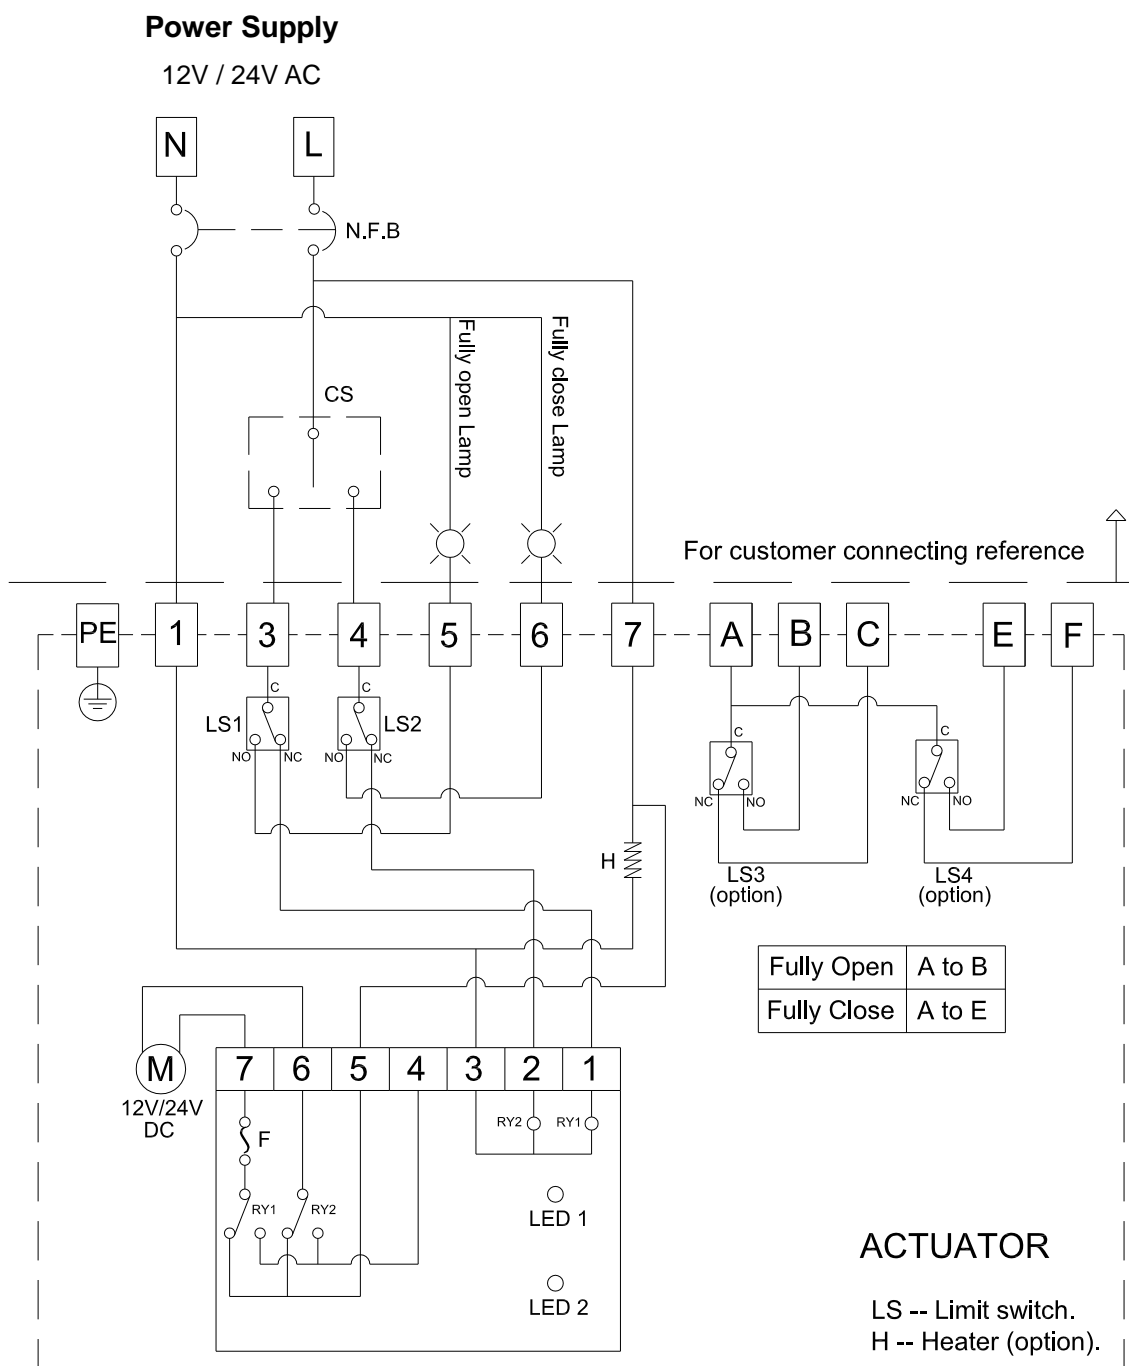 Power Supply
12V / 24V AC
N
L
N.F.B
Fully open Lamp
Fully close Lamp
CS
For customer connecting reference
PE
1
3
4
5
6
7
A
B
C
E
F
C
C
LS1
LS2
NO
NC
NO
NC
C
C
NC
NO
NC
NO
H
LS3
(option)
LS4
(option)
Fully Open A to B
Fully Close A to E
M
12V/24V
DC
7 6 5 4 3 2 1
RY2
RY1
F
RY1
RY2
LED 1
LED 2
ACTUATOR
LS -- Limit switch.
H -- Heater (option).